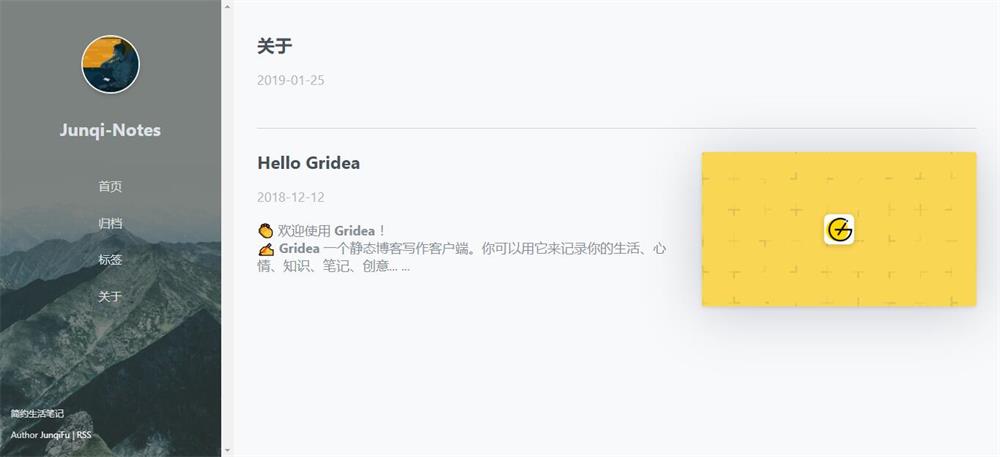 Junqi-Notes
首页
归档
标签
关于
简约生活笔记
Author JunqiFu | RSS
关于
2019-01-25
Hello Gridea
2018-12-12
👏 欢迎使用 Gridea！
✍️ Gridea 一个静态博客写作客户端。你可以用它来记录你的生活、心
情、知识、笔记、创意... ...